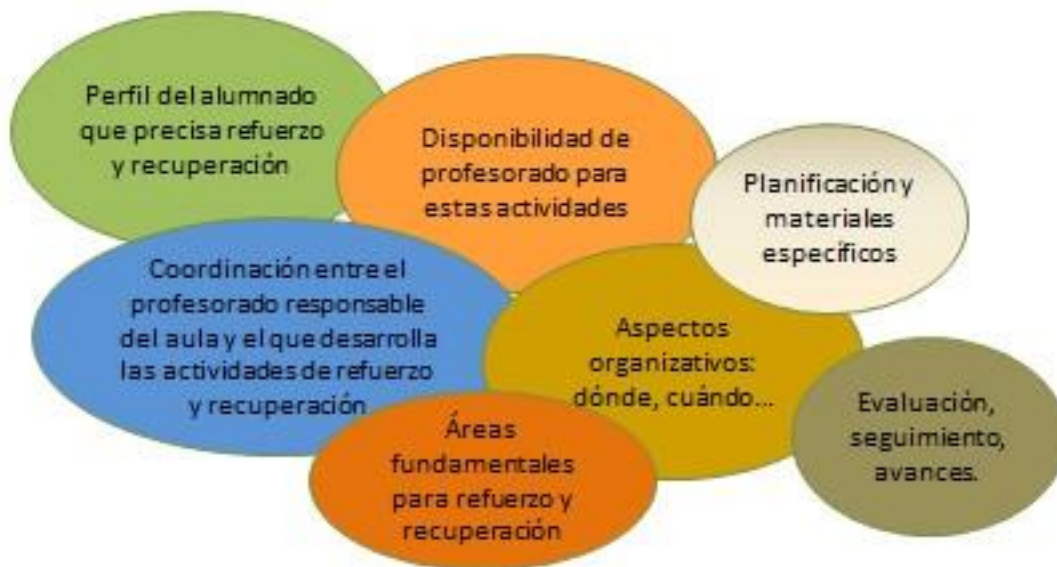 Perfil del alumnado
que precisa refuerzo
y recuperación
Disponibilidad de
profesorado para
estas actividades
Planificación y
materiales
específicos
Coordinación entre el
profesorado responsable
del aula y el que desarrolla
las actividades de refuerzo
y recuperación
Aspectos
organizativos:
dónde, cuándo...
Evaluación,
seguimiento,
avances.
Áreas
fundamentales
para refuerzo y
recuperación